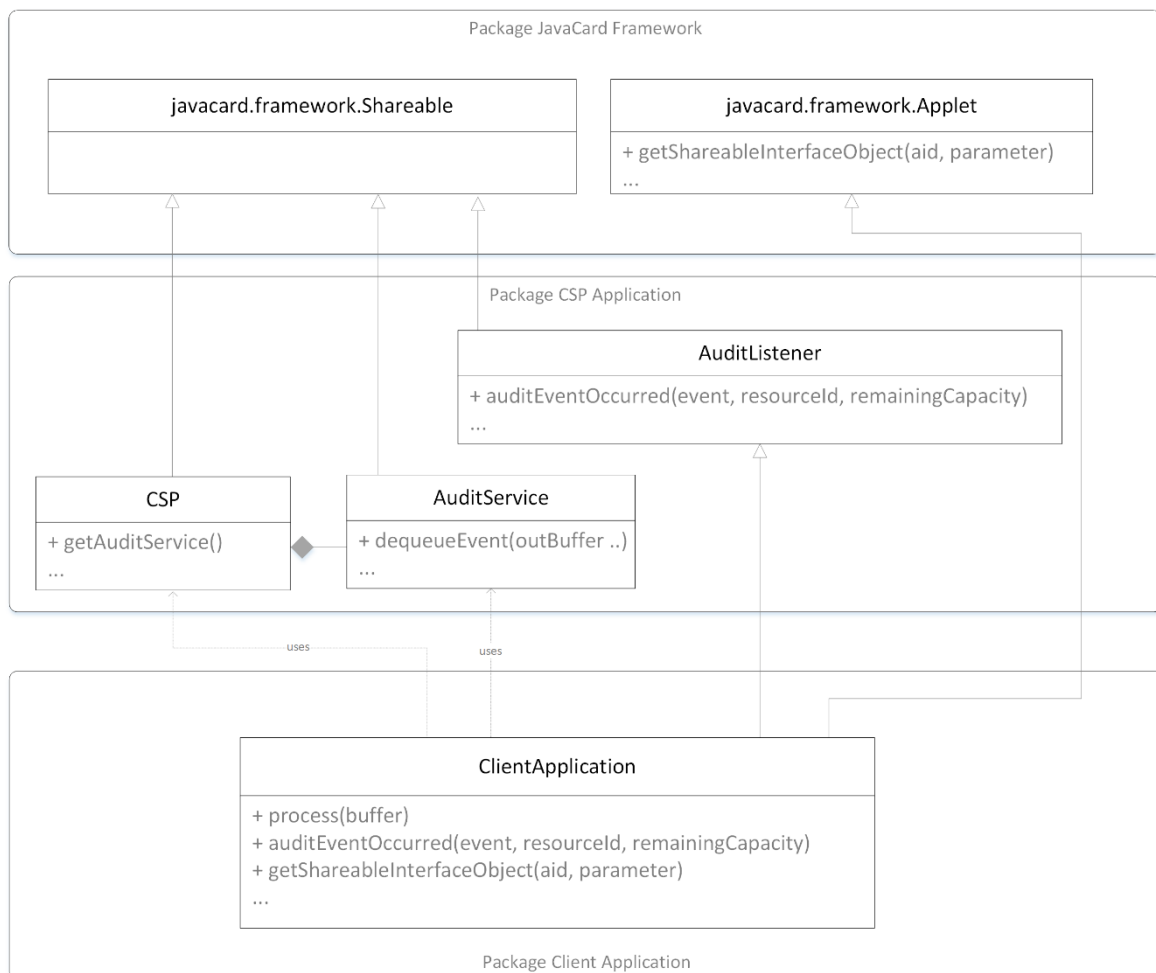 Package JavaCard Framework
javacard.framework.Shareable
javacard.framework.Applet
+ getShareableInterfaceObject(aid, parameter)
...
Package CSP Application
AuditListener
+ auditEventOccurred(event, resourceId, remainingCapacity)
...
CSP
+ getAuditService()
...
AuditService
+ dequeueEvent(outBuffer ..)
...
uses
uses
ClientApplication
+ process(buffer)
+ auditEventOccurred(event, resourceId, remainingCapacity)
+ getShareableInterfaceObject(aid, parameter)
...
Package Client Application